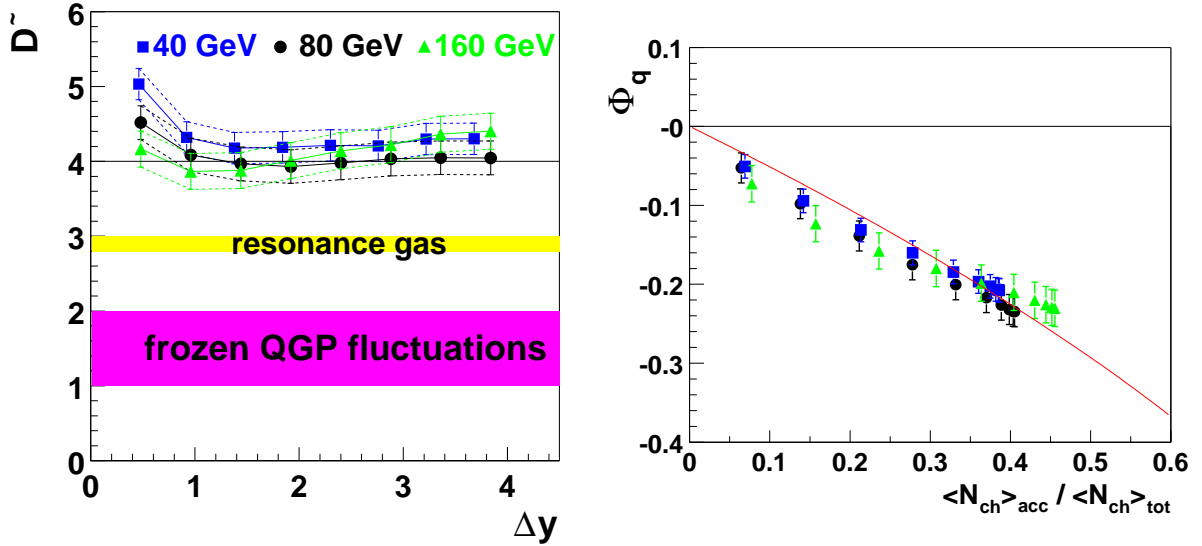 D~
6
5
4
3
2
1
0
40 GeV 80 GeV 160 GeV
resonance gas
frozen QGP fluctuations
0 1 2 3 4
Δy
Φq
0.1
-0
-0.1
-0.2
-0.3
-0.4
0 0.1 0.2 0.3 0.4 0.5 0.6
<Nch>acc / <Nch>tot